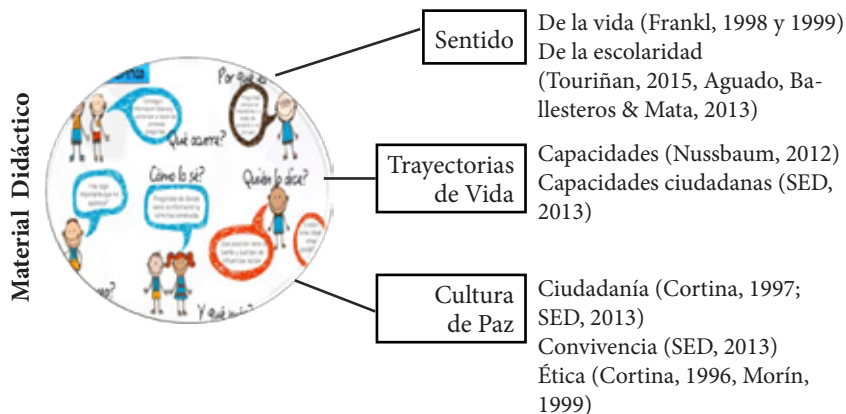 Material Didáctico
Por qué
Qué ocurre?
Cómo lo sé?
Quién lo dice?
Sentido
De la vida (Frankl, 1998 y 1999)
De la escolaridad
(Touriñan, 2015, Aguado, Ba-
llesteros & Mata, 2013)
Trayectorias
de Vida
Capacidades (Nussbaum, 2012)
Capacidades ciudadanas (SED,
2013)
Cultura
de Paz
Ciudadanía (Cortina, 1997;
SED, 2013)
Convivencia (SED, 2013)
Ética (Cortina, 1996, Morín,
1999)